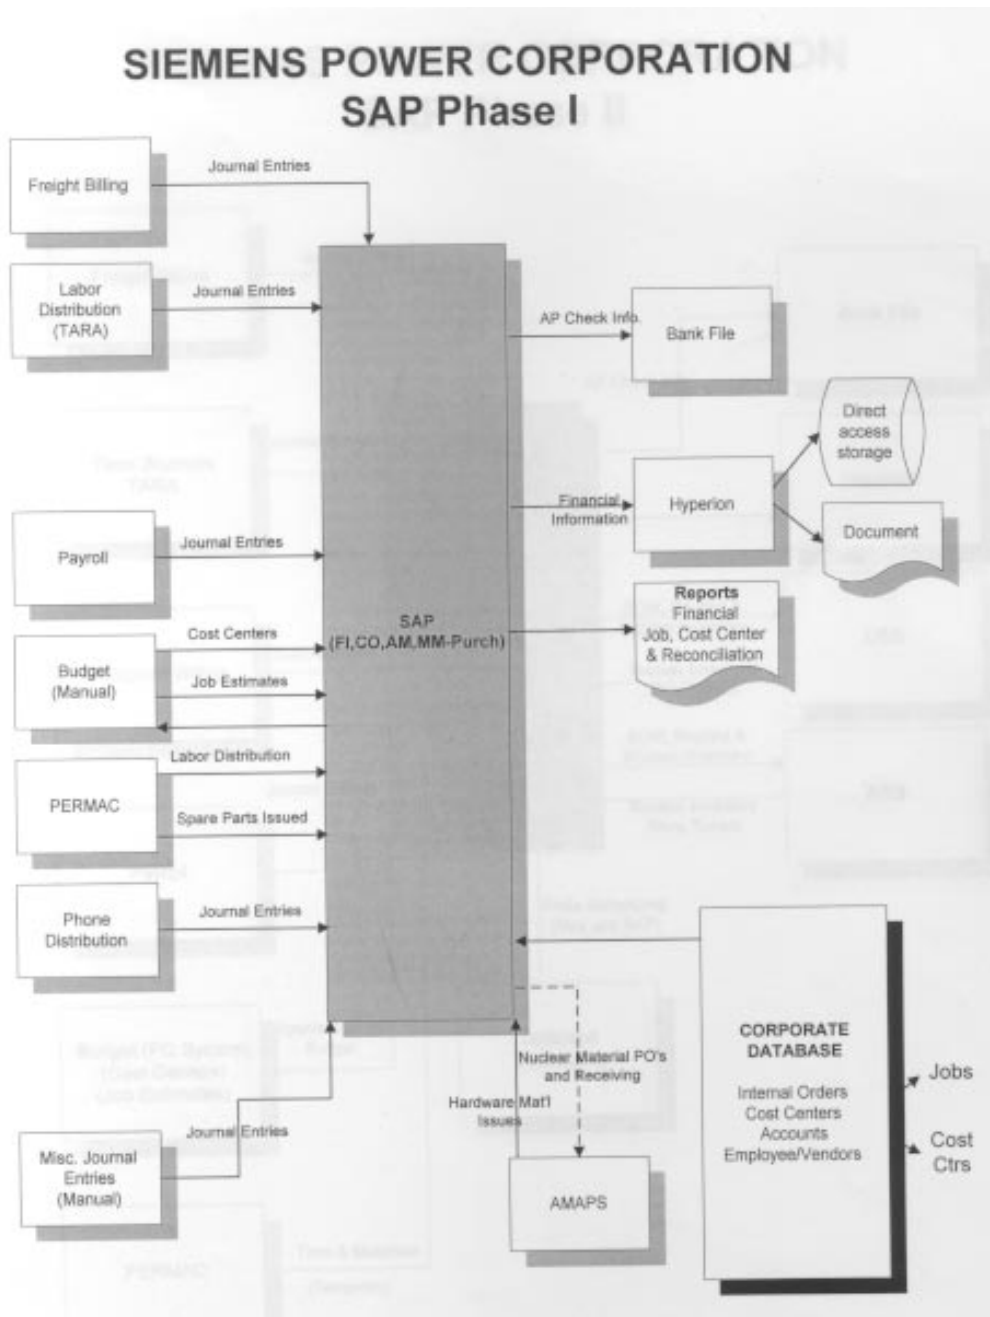 SIEMENS POWER CORPORATION
SAP Phase I
Freight Billing
Journal Entries
Labor
Distribution
(TARA)
Journal Entries
AP Check Info.
Bank File
Direct
access
storage
Financial
Information
Hyperion
Document
Payroll
Journal Entries
Reports
Financial
Job, Cost Center
& Reconciliation
SAP
(FI,CO,AM,MM-Purch)
Cost Centers
Budget
(Manual)
Job Estimates
Labor Distribution
PERMAC
Spare Parts Issued
Phone
Distribution
Journal Entries
CORPORATE
DATABASE
Internal Orders
Cost Centers
Accounts
Employee/Vendors
Jobs
Cost
Ctrs
Nuclear Material PO's
and Receiving
Hardware Mat'l
Issues
Journal Entries
Misc. Journal
Entries
(Manual)
AMAPS